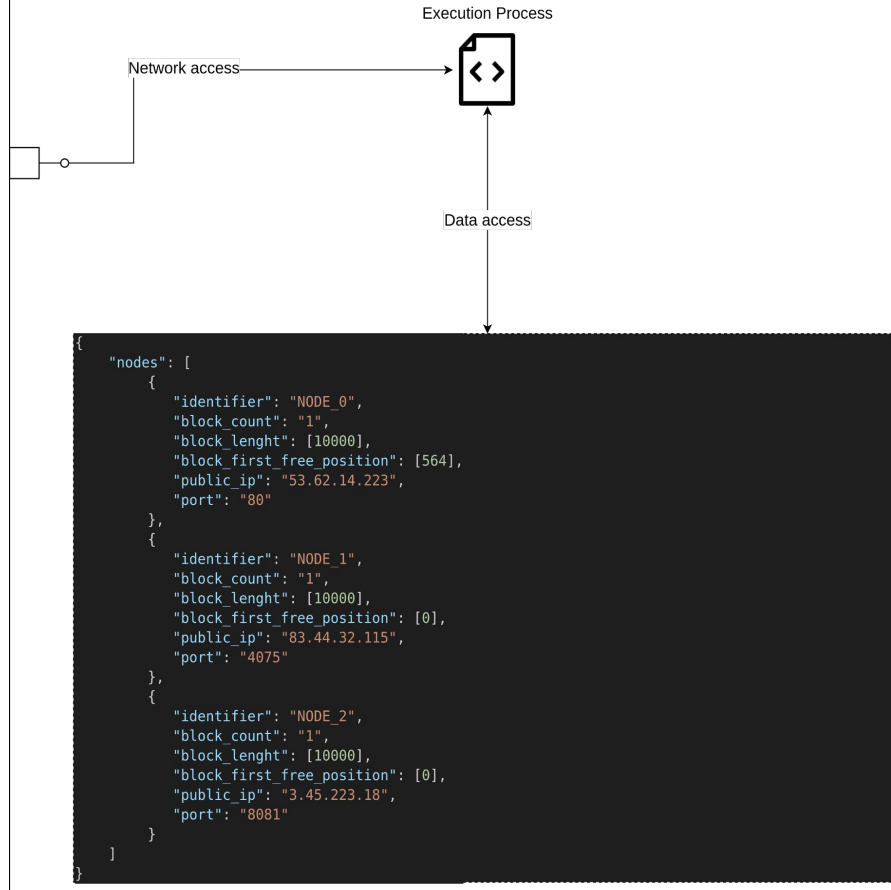 Execution Process
Network access
Data access
{
    "nodes": [
        {
            "identifier": "NODE_0",
            "block_count": "1",
            "block_lenght": [10000],
            "block_first_free_position": [564],
            "public_ip": "53.62.14.223",
            "port": "80"
        },
        {
            "identifier": "NODE_1",
            "block_count": "1",
            "block_lenght": [10000],
            "block_first_free_position": [0],
            "public_ip": "83.44.32.115",
            "port": "4075"
        },
        {
            "identifier": "NODE_2",
            "block_count": "1",
            "block_lenght": [10000],
            "block_first_free_position": [0],
            "public_ip": "3.45.223.18",
            "port": "8081"
        }
    ]
}